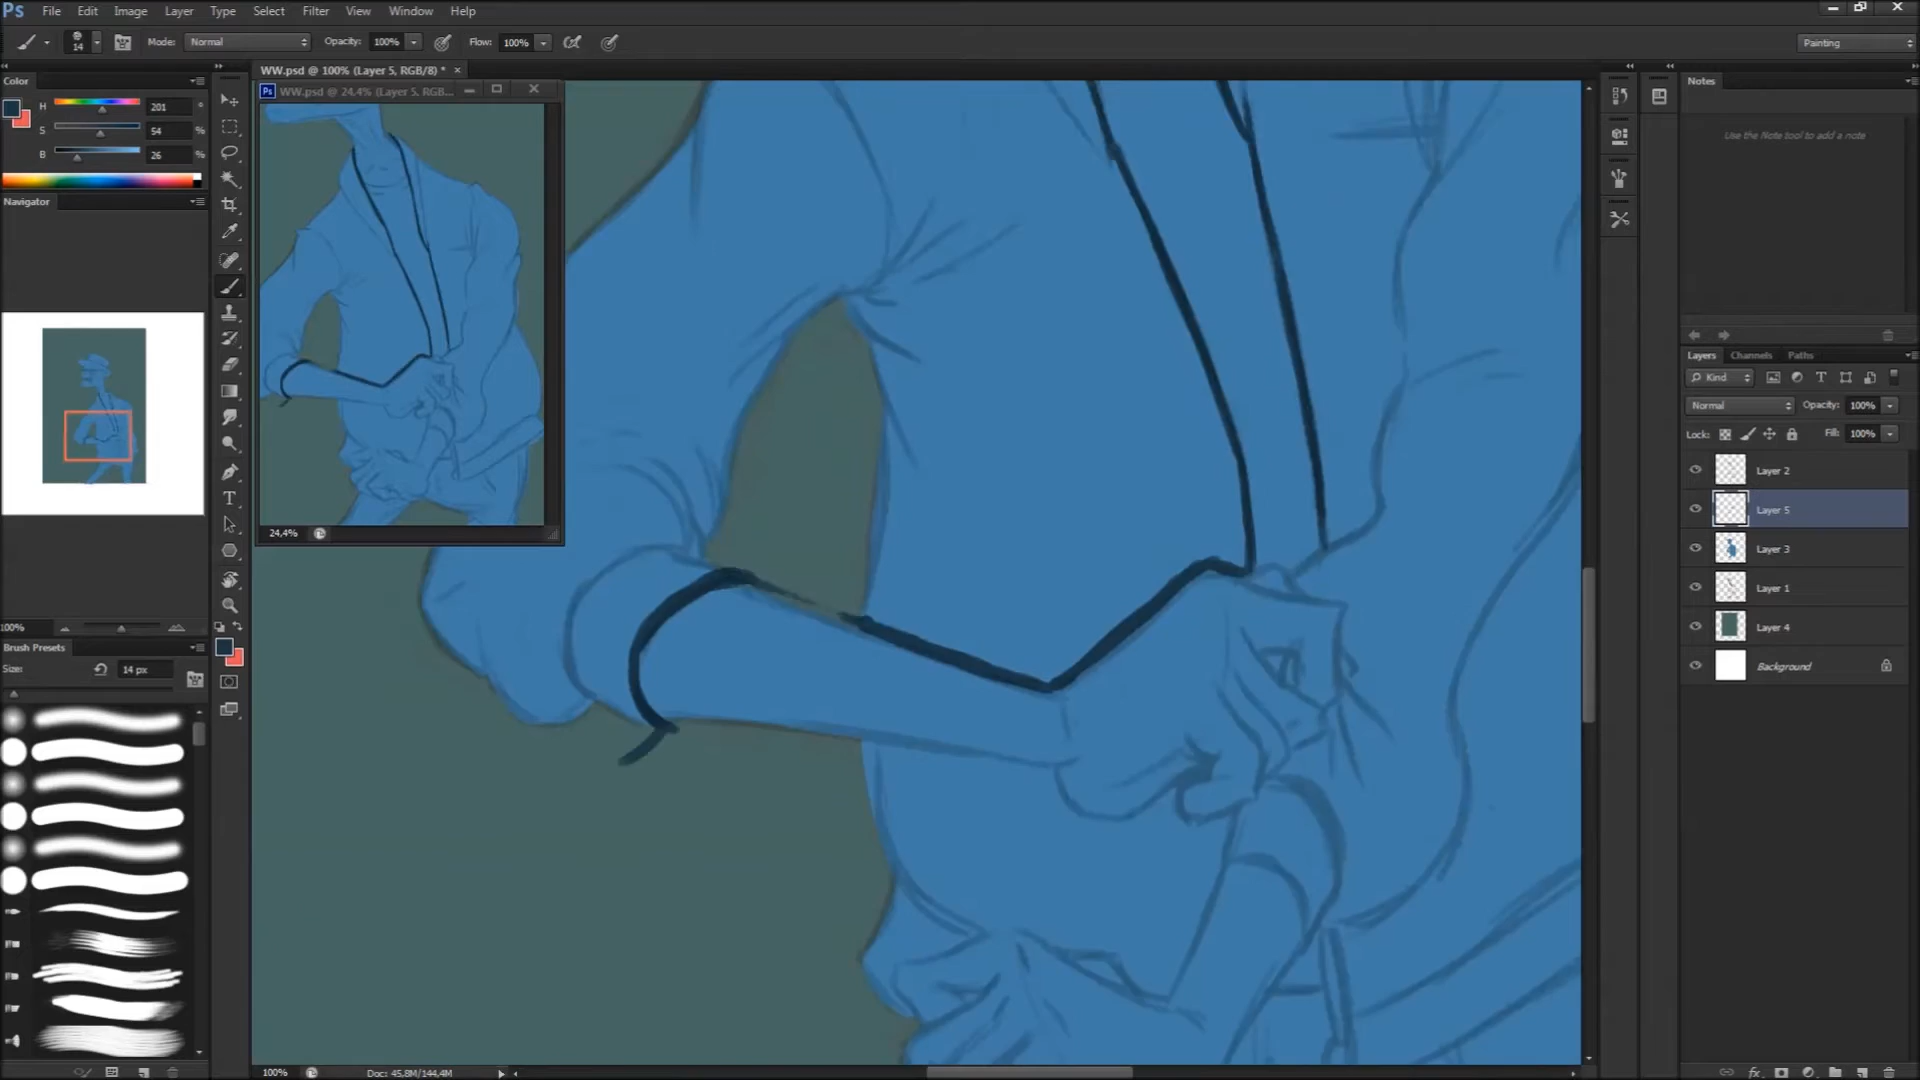 Ps File Edit Image Layer Type Select Filter View Window Help
14 Mode: Normal Opacity: 100% Flow: 100% Painting
WW.psd @ 100% (Layer 5, RGB/8) * ×
Color
H 201 °
S 54 %
B 26 %
Navigator
100%
Brush Presets
Size: 14 px
Ps WW.psd @ 24,4% (Layer 5, RGB...
24,4%
100% Doc: 45,8M/144,4M
Notes
Use the Note tool to add a note
Layers Channels Paths
Kind
Normal Opacity: 100%
Lock: Fill: 100%
Layer 2
Layer 5
Layer 3
Layer 1
Layer 4
Background